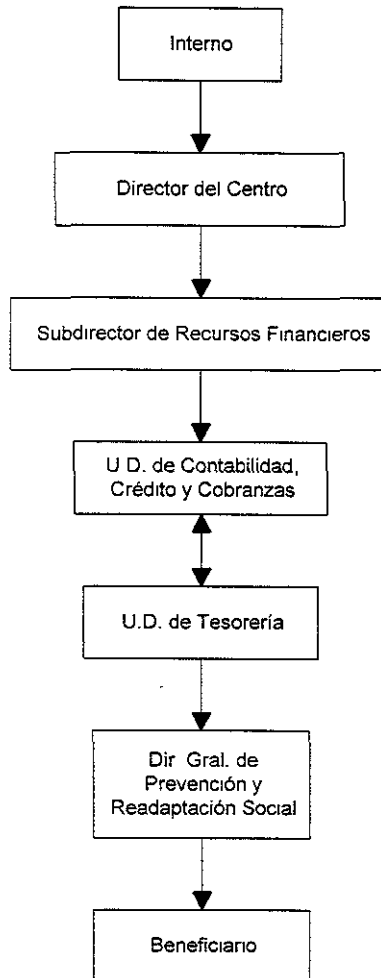 Interno
Director del Centro
Subdirector de Recursos Financieros
U D. de Contabilidad,
Crédito y Cobranzas
U.D. de Tesorería
Dir Gral. de
Prevención y
Readaptación Social
Beneficiario